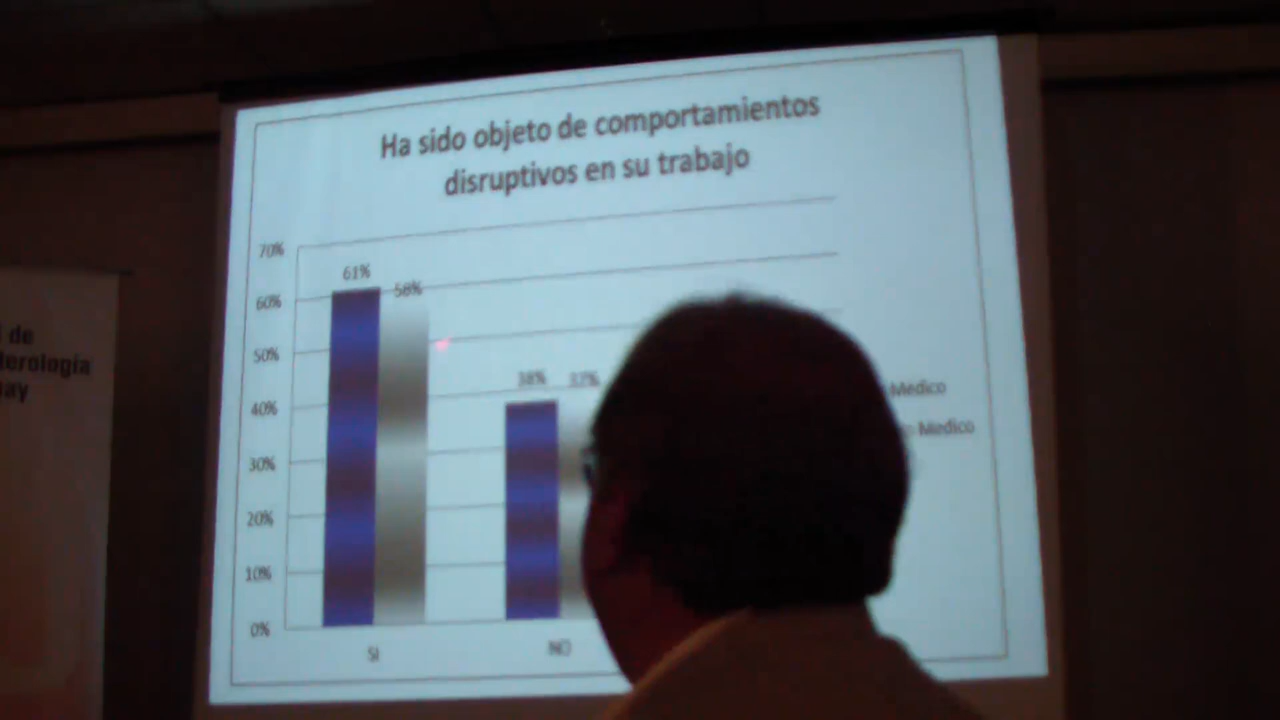 Ha sido objeto de comportamientos
disruptivos en su trabajo
70%
60%
50%
40%
30%
20%
10%
0%
61%
58%
38%
37%
SI
NO
Medico
Medico
de